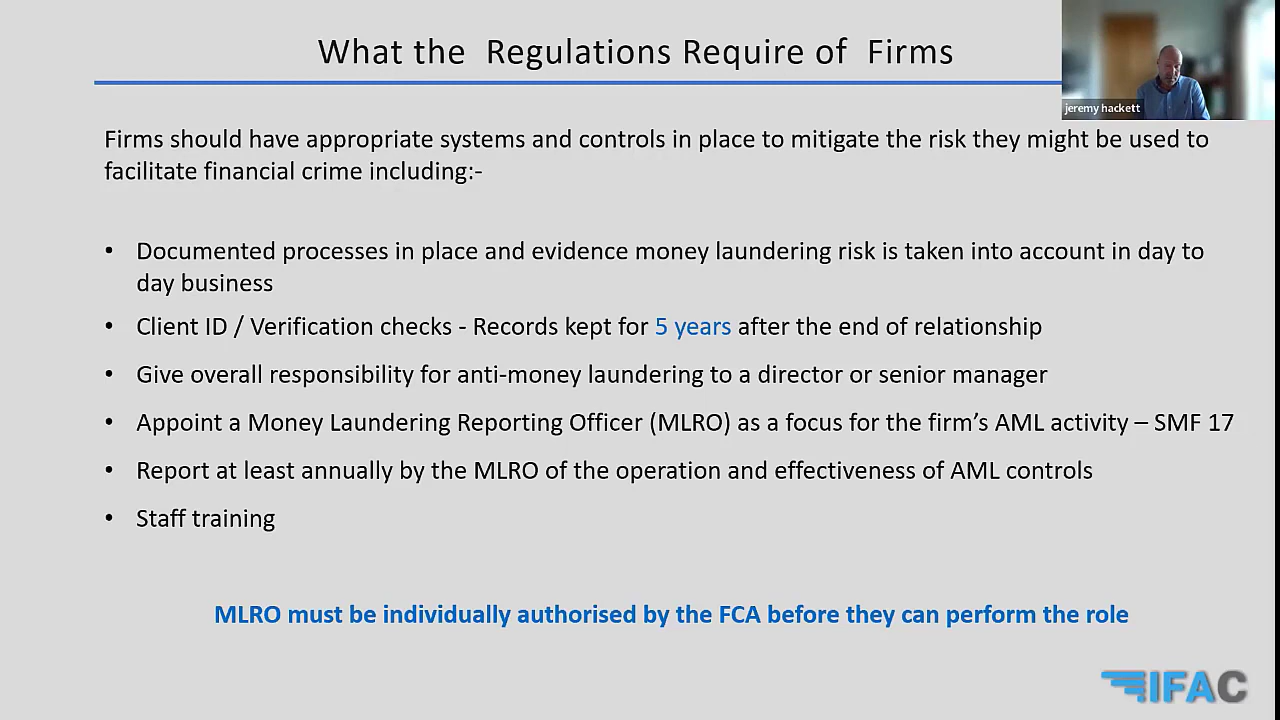 What the Regulations Require of Firms
jeremy hackett
Firms should have appropriate systems and controls in place to mitigate the risk they might be used to
facilitate financial crime including:-
• Documented processes in place and evidence money laundering risk is taken into account in day to
day business
• Client ID / Verification checks - Records kept for 5 years after the end of relationship
• Give overall responsibility for anti-money laundering to a director or senior manager
• Appoint a Money Laundering Reporting Officer (MLRO) as a focus for the firm’s AML activity – SMF 17
• Report at least annually by the MLRO of the operation and effectiveness of AML controls
• Staff training
MLRO must be individually authorised by the FCA before they can perform the role
IFAC